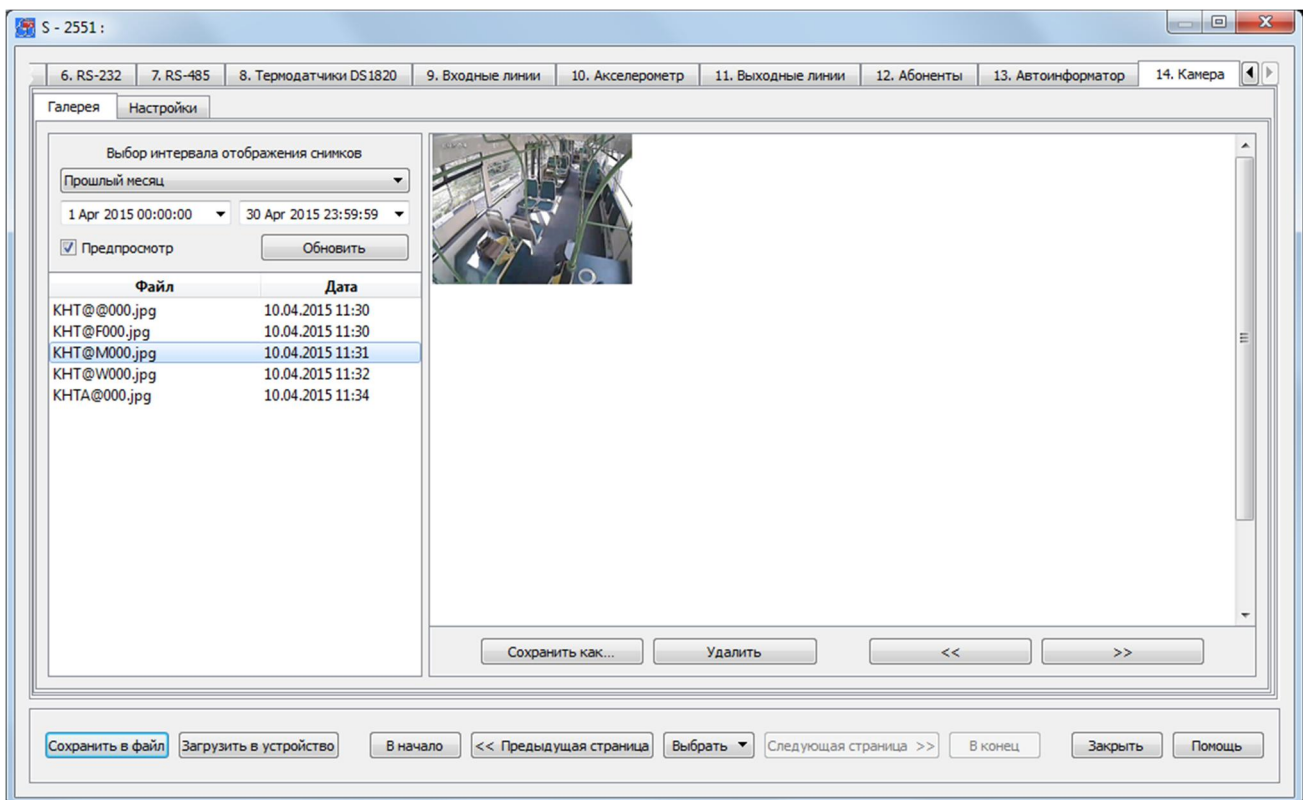 S - 2551 :
6. RS-232 7. RS-485 8. Термодатчики DS1820 9. Входные линии 10. Акселерометр 11. Выходные линии 12. Абоненты 13. Автоинформатор 14. Камера
Галерея Настройки
Выбор интервала отображения снимков
Прошлый месяц
1 Apr 2015 00:00:00 30 Apr 2015 23:59:59
Предпросмотр Обновить
Файл Дата
KHT@@000.jpg 10.04.2015 11:30
KHT@F000.jpg 10.04.2015 11:30
KHT@M000.jpg 10.04.2015 11:31
KHT@W000.jpg 10.04.2015 11:32
KHTA@000.jpg 10.04.2015 11:34
Сохранить как... Удалить << >>
Сохранить в файл Загрузить в устройство В начало << Предыдущая страница Выбрать Следующая страница >> В конец Закрыть Помощь